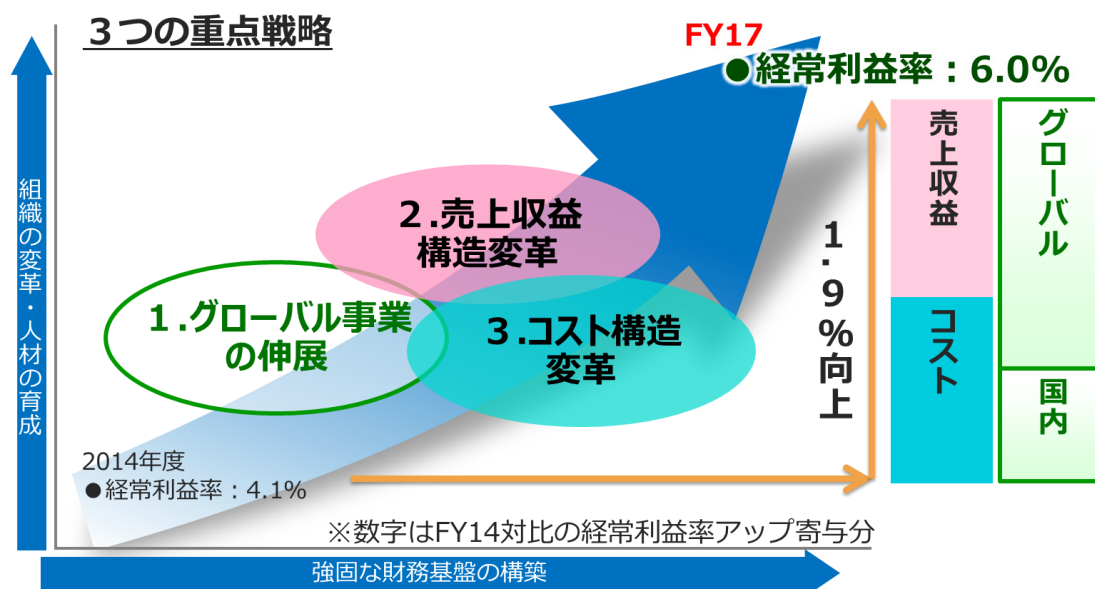 ３つの重点戦略
FY17
●経常利益率：6.0%
組織の変革・人材の育成
２.売上収益
構造変革
１.グローバル事業
の伸展
３.コスト構造
変革
1.9%向上
売上収益
コスト
グローバル
国内
2014年度
●経常利益率：4.1%
※数字はFY14対比の経常利益率アップ寄与分
強固な財務基盤の構築